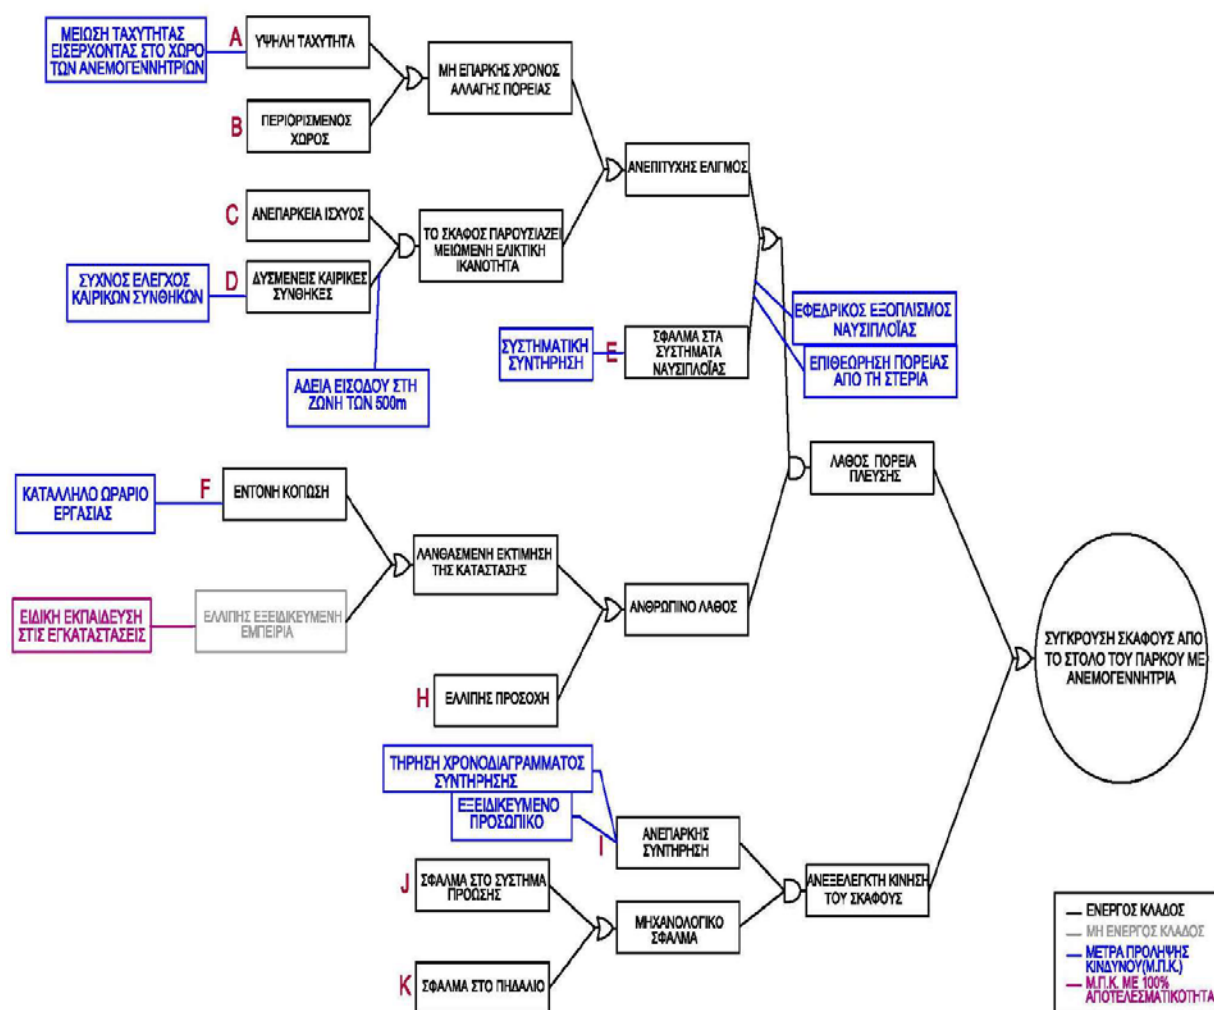 ΜΕΙΩΣΗ ΤΑΧΥΤΗΤΑΣ
ΕΙΣΕΡΧΟΝΤΑΣ ΣΤΟ ΧΩΡΟ
ΤΩΝ ΑΝΕΜΟΓΕΝΝΗΤΡΙΩΝ
A
ΥΨΗΛΗ ΤΑΧΥΤΗΤΑ
B
ΠΕΡΙΟΡΙΣΜΕΝΟΣ
ΧΩΡΟΣ
ΜΗ ΕΠΑΡΚΗΣ ΧΡΟΝΟΣ
ΑΛΛΑΓΗΣ ΠΟΡΕΙΑΣ
C
ΑΝΕΠΑΡΚΕΙΑ ΙΣΧΥΟΣ
ΣΥΧΝΟΣ ΕΛΕΓΧΟΣ
ΚΑΙΡΙΚΩΝ ΣΥΝΘΗΚΩΝ
D
ΔΥΣΜΕΝΕΙΣ ΚΑΙΡΙΚΕΣ
ΣΥΝΘΗΚΕΣ
ΤΟ ΣΚΑΦΟΣ ΠΑΡΟΥΣΙΑΖΕΙ
ΜΕΙΩΜΕΝΗ ΕΛΙΚΤΙΚΗ
ΙΚΑΝΟΤΗΤΑ
ΑΔΕΙΑ ΕΙΣΟΔΟΥ ΣΤΗ
ΖΩΝΗ ΤΩΝ 500m
ΑΝΕΠΙΤΥΧΗΣ ΕΛΙΓΜΟΣ
ΣΥΣΤΗΜΑΤΙΚΗ
ΣΥΝΤΗΡΗΣΗ
E
ΣΦΑΛΜΑ ΣΤΑ
ΣΥΣΤΗΜΑΤΑ
ΝΑΥΣΙΠΛΟΪΑΣ
ΕΦΕΔΡΙΚΟΣ ΕΞΟΠΛΙΣΜΟΣ
ΝΑΥΣΙΠΛΟΪΑΣ
ΕΠΙΘΕΩΡΗΣΗ ΠΟΡΕΙΑΣ
ΑΠΟ ΤΗ ΣΤΕΡΙΑ
ΛΑΘΟΣ ΠΟΡΕΙΑ
ΠΛΕΥΣΗΣ
ΚΑΤΑΛΛΗΛΟ ΩΡΑΡΙΟ
ΕΡΓΑΣΙΑΣ
F
ΕΝΤΟΝΗ ΚΟΠΩΣΗ
ΕΙΔΙΚΗ ΕΚΠΑΙΔΕΥΣΗ
ΣΤΙΣ ΕΓΚΑΤΑΣΤΑΣΕΙΣ
ΕΛΛΙΠΗΣ ΕΞΕΙΔΙΚΕΥΜΕΝΗ
ΕΜΠΕΙΡΙΑ
ΛΑΝΘΑΣΜΕΝΗ ΕΚΤΙΜΗΣΗ
ΤΗΣ ΚΑΤΑΣΤΑΣΗΣ
H
ΕΛΛΙΠΗΣ ΠΡΟΣΟΧΗ
ΑΝΘΡΩΠΙΝΟ ΛΑΘΟΣ
ΣΥΓΚΡΟΥΣΗ ΣΚΑΦΟΥΣ ΑΠΟ
ΤΟ ΣΤΟΛΟ ΤΟΥ ΠΑΡΚΟΥ ΜΕ
ΑΝΕΜΟΓΕΝΝΗΤΡΙΑ
ΤΗΡΗΣΗ ΧΡΟΝΟΔΙΑΓΡΑΜΜΑΤΟΣ
ΣΥΝΤΗΡΗΣΗΣ
ΕΞΕΙΔΙΚΕΥΜΕΝΟ
ΠΡΟΣΩΠΙΚΟ
I
ΑΝΕΠΑΡΚΗΣ
ΣΥΝΤΗΡΗΣΗ
J
ΣΦΑΛΜΑ ΣΤΟ ΣΥΣΤΗΜΑ
ΠΡΟΩΣΗΣ
K
ΣΦΑΛΜΑ ΣΤΟ ΠΗΔΑΛΙΟ
ΜΗΧΑΝΟΛΟΓΙΚΟ
ΣΦΑΛΜΑ
ΑΝΕΞΕΛΕΓΚΤΗ ΚΙΝΗΣΗ
ΤΟΥ ΣΚΑΦΟΥΣ
ΕΝΕΡΓΟΣ ΚΛΑΔΟΣ
ΜΗ ΕΝΕΡΓΟΣ ΚΛΑΔΟΣ
ΜΕΤΡΑ ΠΡΟΛΗΨΗΣ
ΚΙΝΔΥΝΟΥ(Μ.Π.Κ.)
Μ.Π.Κ. ΜΕ 100%
ΑΠΟΤΕΛΕΣΜΑΤΙΚΟΤΗΤΑ